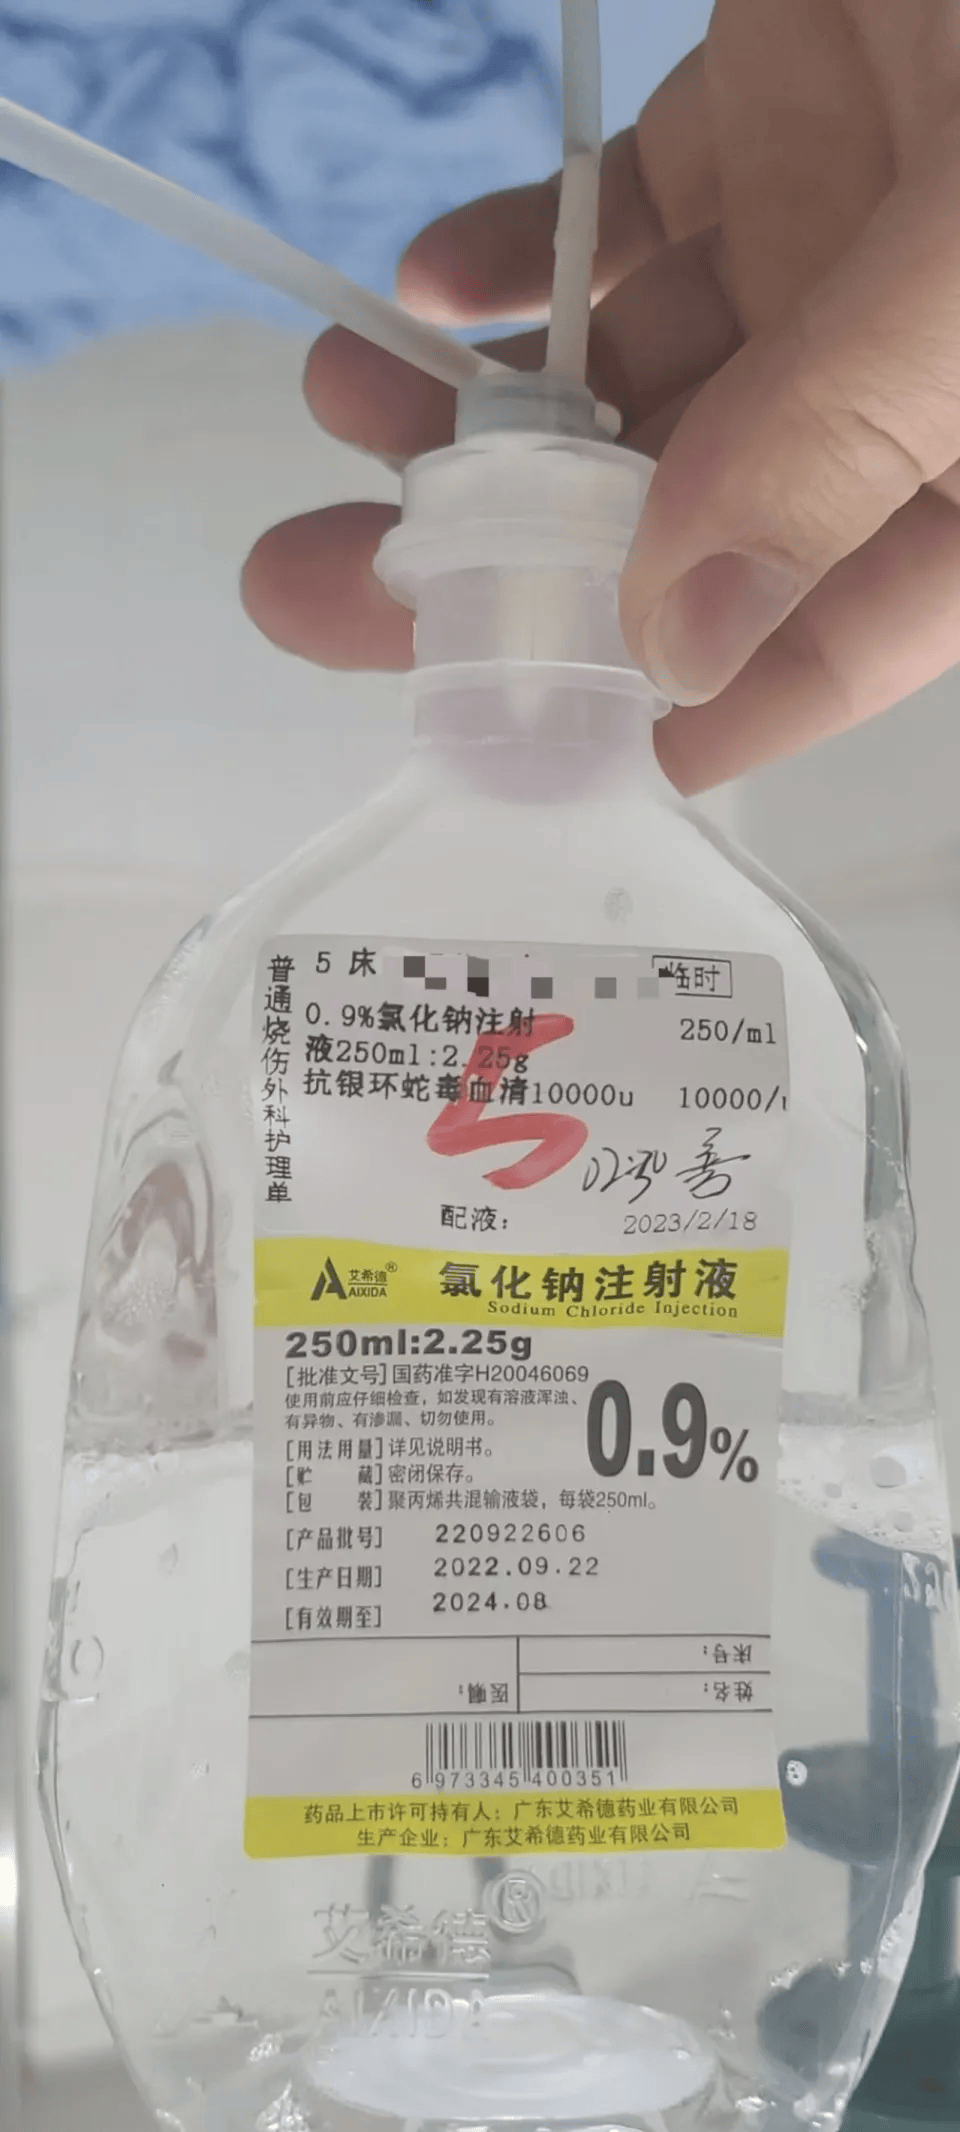 普通烧伤外科护理单
5 床
临时
0.9%氯化钠注射 250/ml
液250ml:2.25g
抗银环蛇毒血清10000u 10000/u
5
配液: 2023/2/18
艾希德® AIXIDA
氯化钠注射液
Sodium Chloride Injection
250ml:2.25g
[批准文号]国药准字H20046069
使用前应仔细检查，如发现有溶液浑浊、
有异物、有渗漏、切勿使用。
0.9%
[用法用量]详见说明书。
[贮 藏]密闭保存。
[包 装]聚丙烯共混输液袋，每袋250ml。
[产品批号] 220922606
[生产日期] 2022.09.22
[有效期至] 2024.08
床号：
医嘱： 姓名：
6 973345 400351
药品上市许可持有人：广东艾希德药业有限公司
生产企业：广东艾希德药业有限公司
艾希德®
AIXIDA